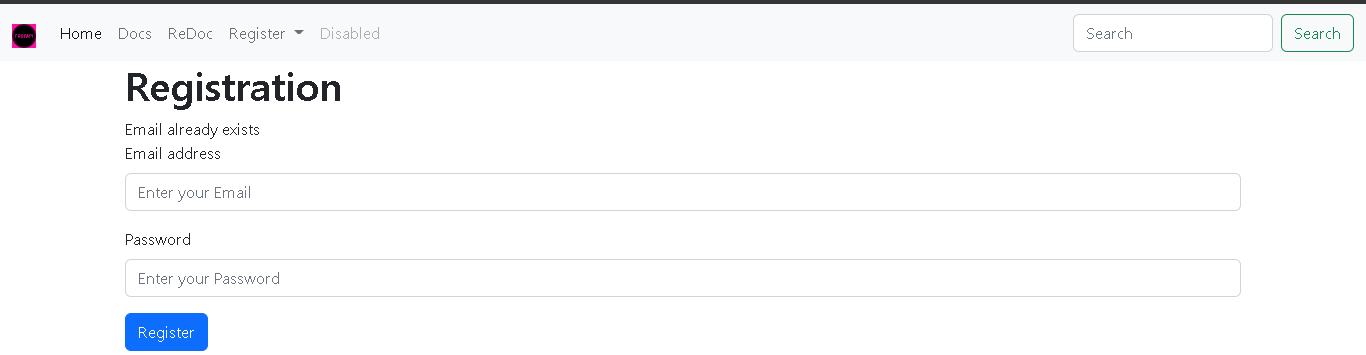 Home Docs ReDoc Register Disabled Search Search
Registration
Email already exists
Email address
Enter your Email
Password
Enter your Password
Register